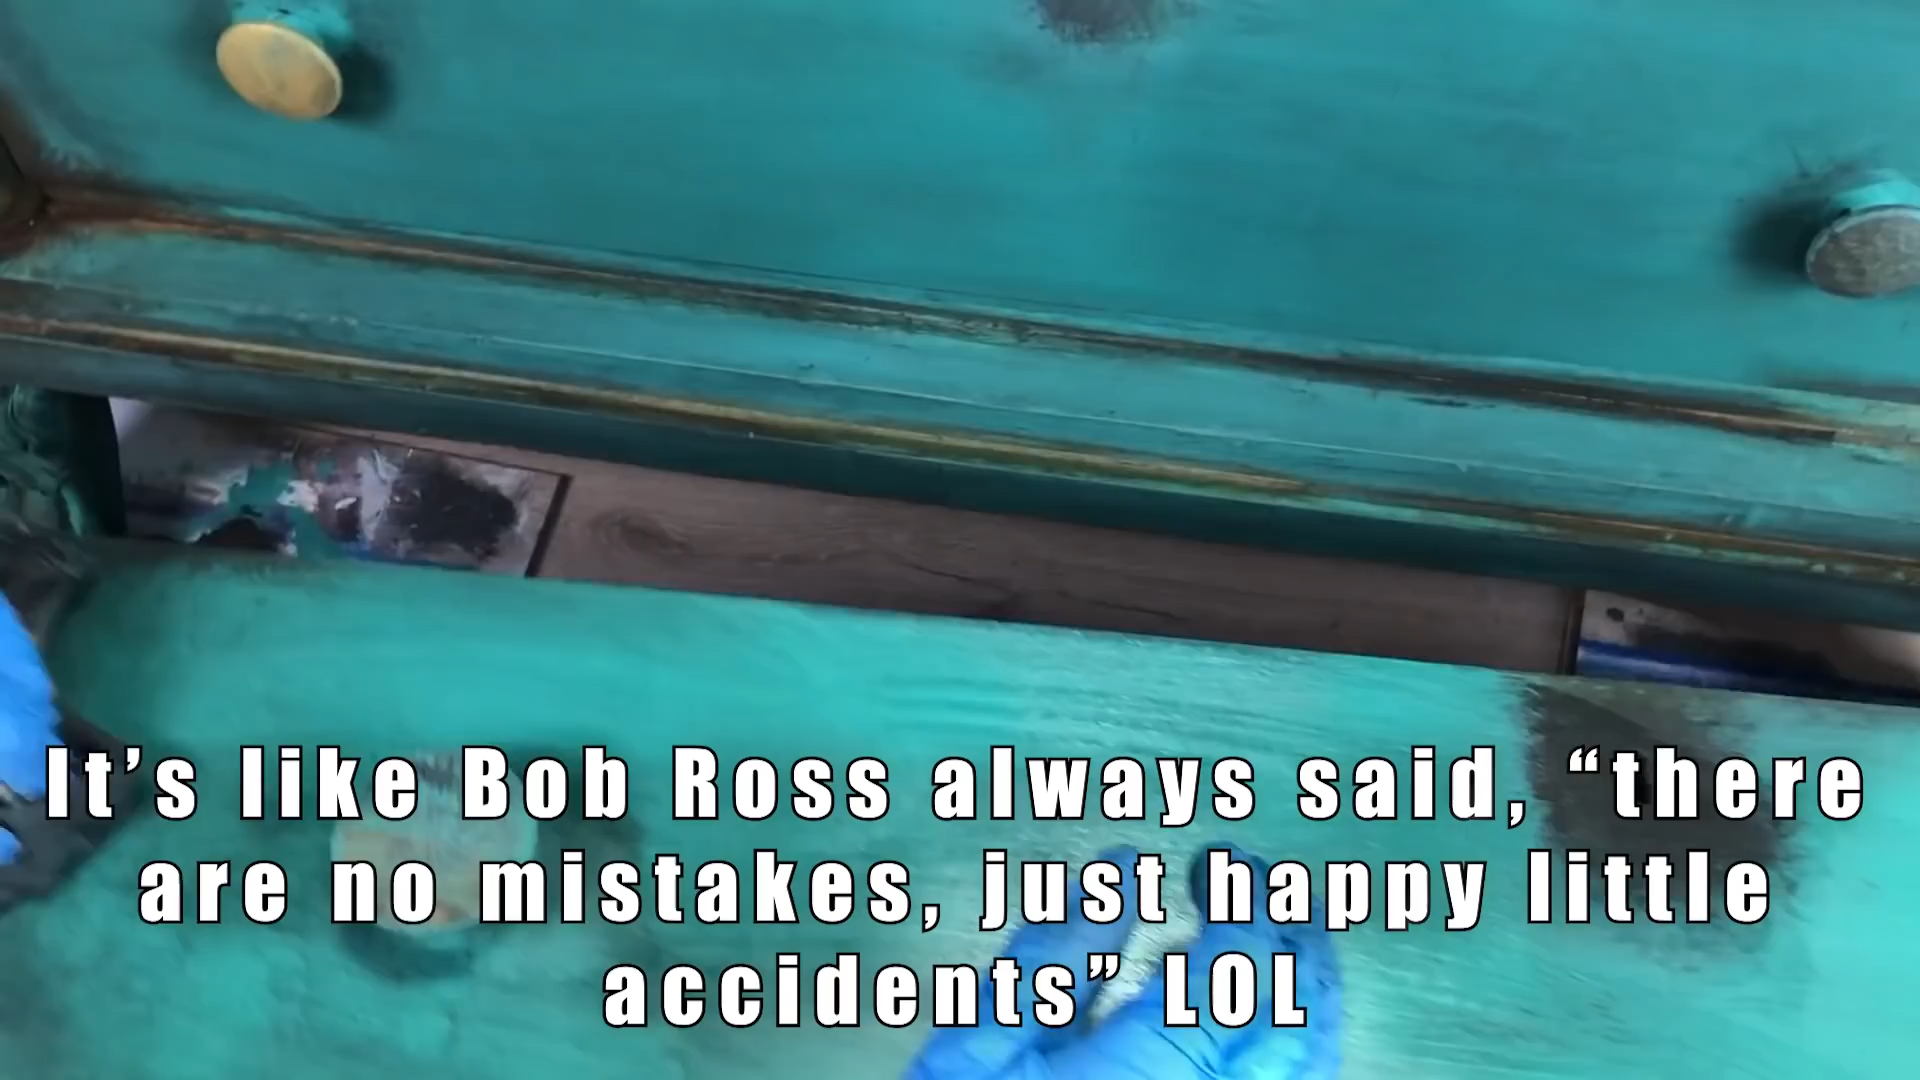 It’s like Bob Ross always said, “there
are no mistakes, just happy little
accidents” LOL